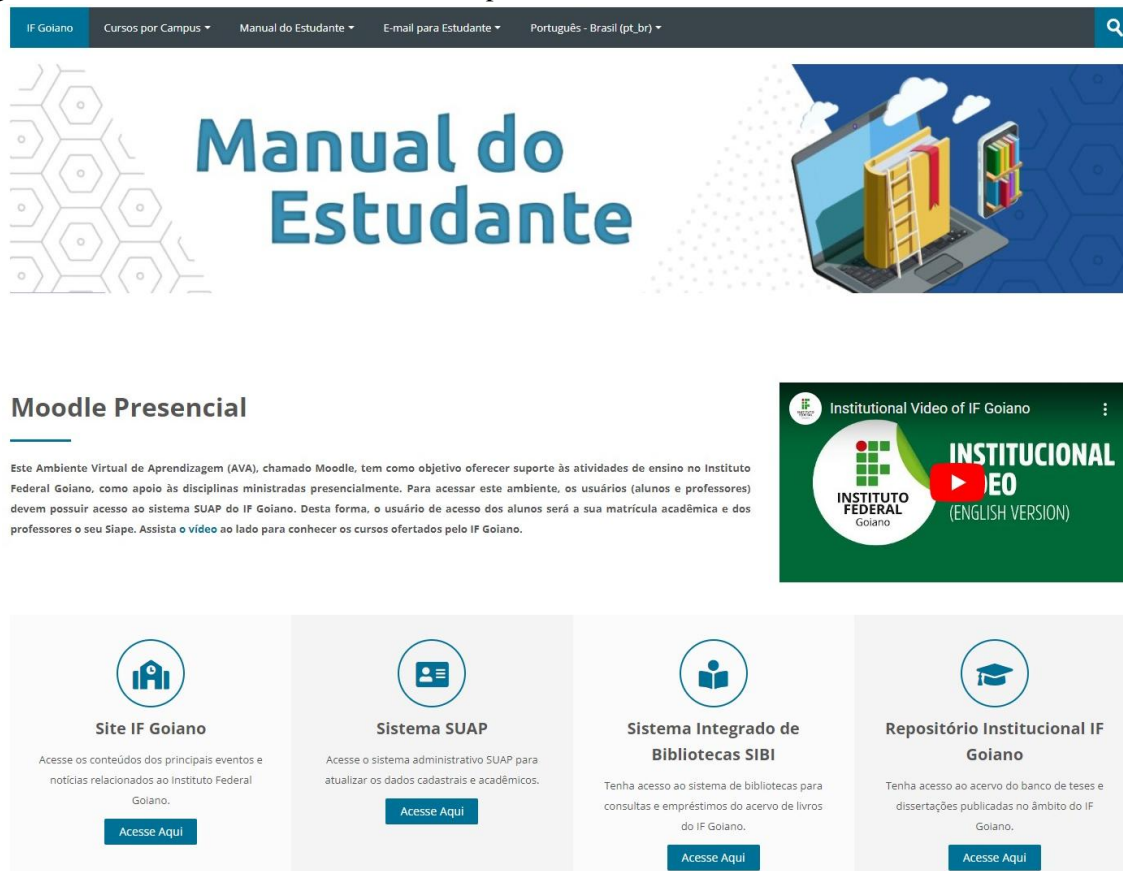 IF Goiano
Cursos por Campus
Manual do Estudante
E-mail para Estudante
Português - Brasil (pt_br)
Manual do
Estudante
Moodle Presencial
Este Ambiente Virtual de Aprendizagem (AVA), chamado Moodle, tem como objetivo oferecer suporte às atividades de ensino no Instituto
Federal Goiano, como apoio às disciplinas ministradas presencialmente. Para acessar este ambiente, os usuários (alunos e professores)
devem possuir acesso ao sistema SUAP do IF Goiano. Desta forma, o usuário de acesso dos alunos será a sua matrícula acadêmica e dos
professores o seu Siape. Assista o vídeo ao lado para conhecer os cursos ofertados pelo IF Goiano.
Institutional Video of IF Goiano
INSTITUTO
FEDERAL
Goiano
INSTITUCIONAL
(ENGLISH VERSION)
Site IF Goiano
Acesse os conteúdos dos principais eventos e
notícias relacionados ao Instituto Federal
Goiano.
Acesse Aqui
Sistema SUAP
Acesse o sistema administrativo SUAP para
atualizar os dados cadastrais e acadêmicos.
Acesse Aqui
Sistema Integrado de
Bibliotecas SIBI
Tenha acesso ao sistema de bibliotecas para
consultas e empréstimos do acervo de livros
do IF Goiano.
Acesse Aqui
Repositório Institucional IF
Goiano
Tenha acesso ao acervo do banco de teses e
dissertações publicadas no âmbito do IF
Goiano.
Acesse Aqui